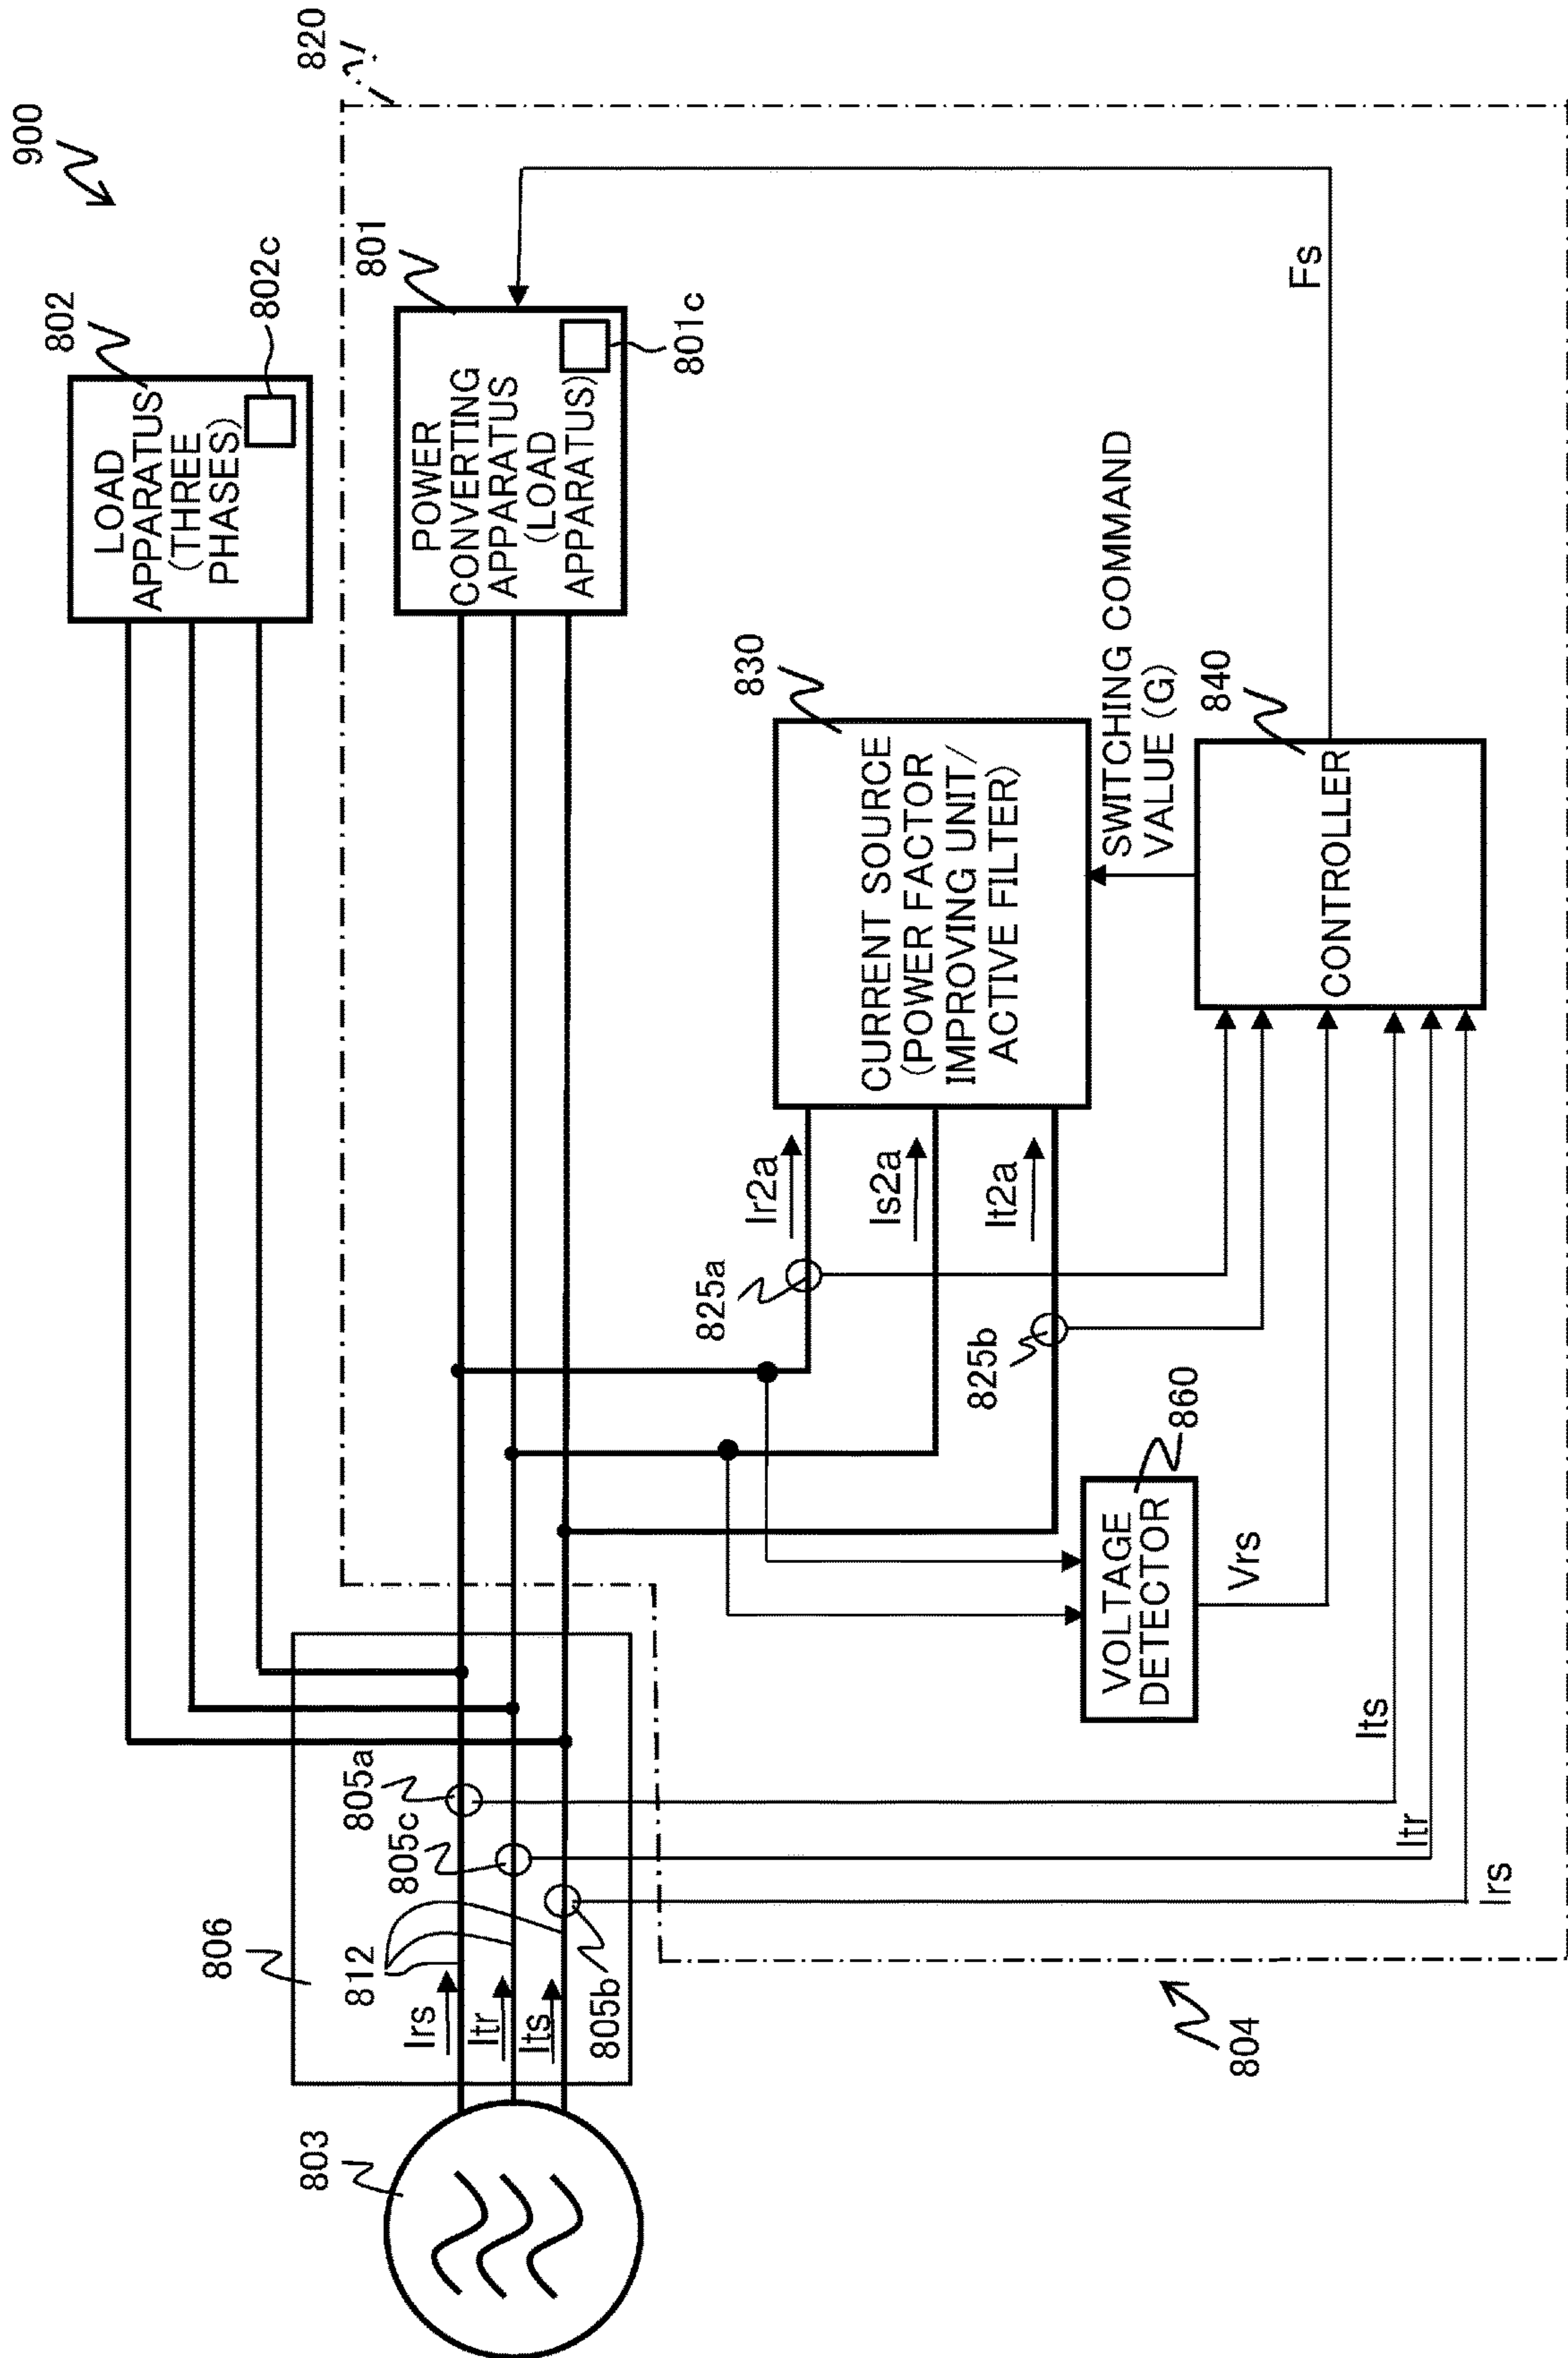 900
820
802
LOAD
APPARATUS
(THREE
PHASES)
802c
801
POWER
CONVERTING
APPARATUS
(LOAD
APPARATUS)
801c
Fs
830
CURRENT SOURCE
(POWER FACTOR
IMPROVING UNIT/
ACTIVE FILTER)
SWITCHING COMMAND
VALUE (G)
840
CONTROLLER
Ir2a
Is2a
It2a
825a
825b
860
VOLTAGE
DETECTOR
Vrs
Its
Itr
Irs
806
805a
805c
812
Irs
Itr
Its
805b
803
804